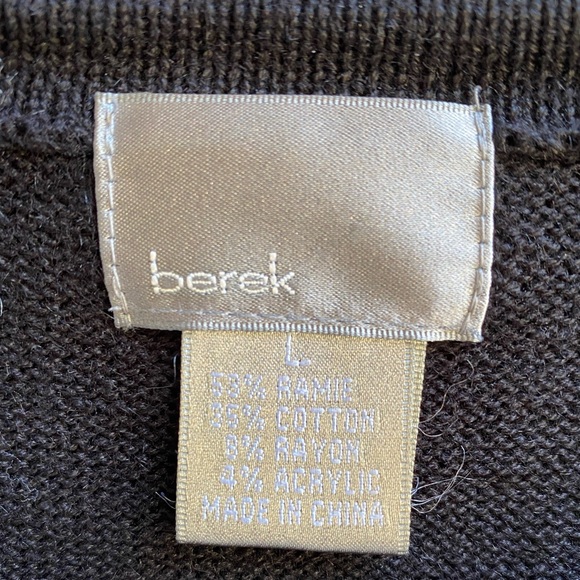 berek
L
53% RAMIE
35% COTTON
8% RAYON
4% ACRYLIC
MADE IN CHINA